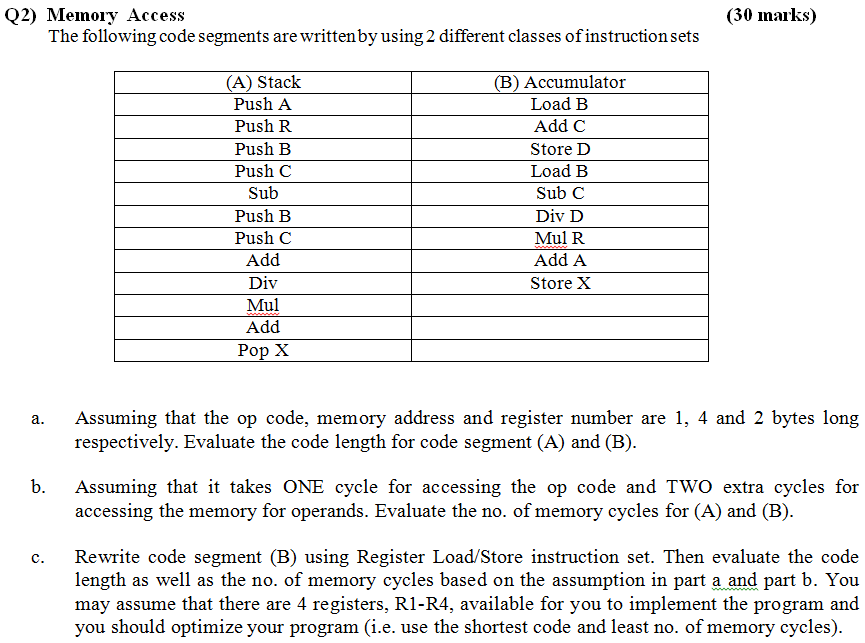 Q2) Memory Access (30 marks)
The following code segments are written by using 2 different classes of instruction sets
(A) Stack (B) Accumulator
Push A Load B
Push R Add C
Push B Store D
Push C Load B
Sub Sub C
Push B Div D
Push C Mul R
Add Add A
Div Store X
Mul
Add
Pop X
a. Assuming that the op code, memory address and register number are 1, 4 and 2 bytes long
respectively. Evaluate the code length for code segment (A) and (B).
b. Assuming that it takes ONE cycle for accessing the op code and TWO extra cycles for
accessing the memory for operands. Evaluate the no. of memory cycles for (A) and (B).
c. Rewrite code segment (B) using Register Load/Store instruction set. Then evaluate the code
length as well as the no. of memory cycles based on the assumption in part a and part b. You
may assume that there are 4 registers, R1-R4, available for you to implement the program and
you should optimize your program (i.e. use the shortest code and least no. of memory cycles).